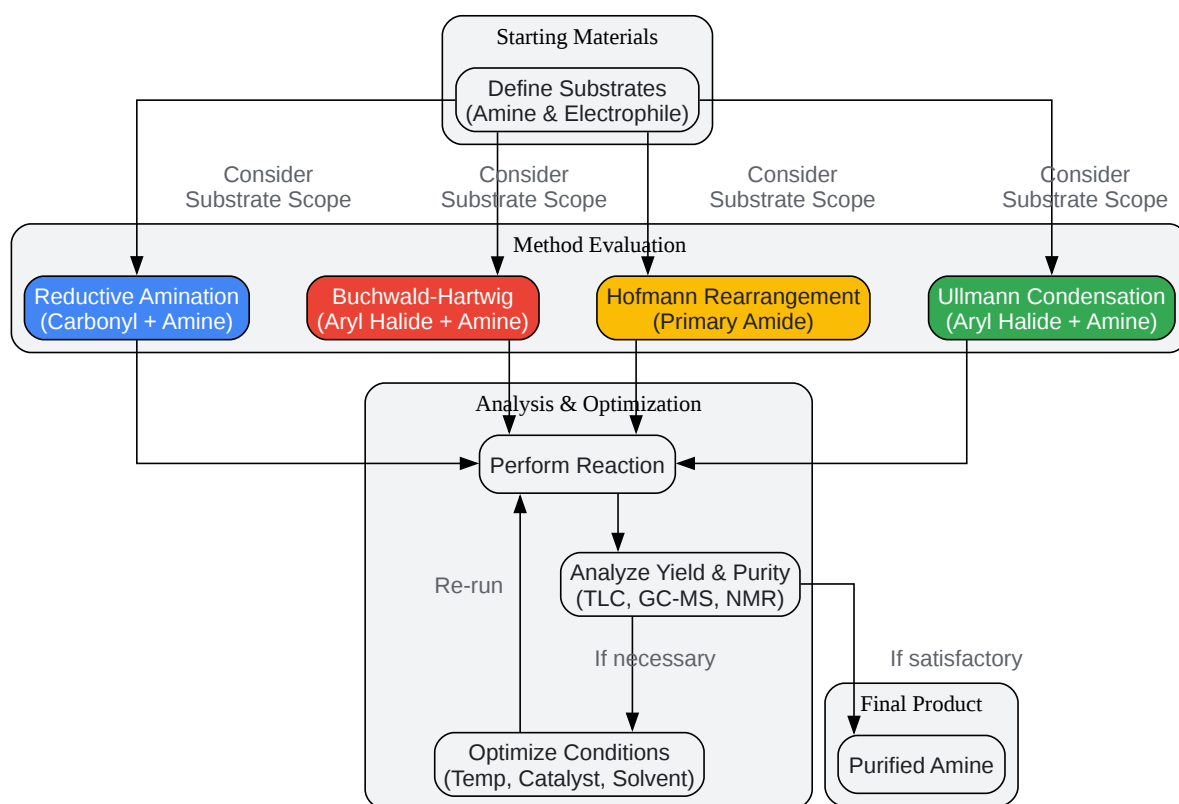 Starting Materials
Define Substrates
(Amine & Electrophile)
Consider
Substrate Scope
Consider
Substrate Scope
Consider
Substrate Scope
Consider
Substrate Scope
Method Evaluation
Reductive Amination
(Carbonyl + Amine)
Buchwald-Hartwig
(Aryl Halide + Amine)
Hofmann Rearrangement
(Primary Amide)
Ullmann Condensation
(Aryl Halide + Amine)
Analysis & Optimization
Perform Reaction
Analyze Yield & Purity
(TLC, GC-MS, NMR)
Re-run
If necessary
If satisfactory
Optimize Conditions
(Temp, Catalyst, Solvent)
Final Product
Purified Amine